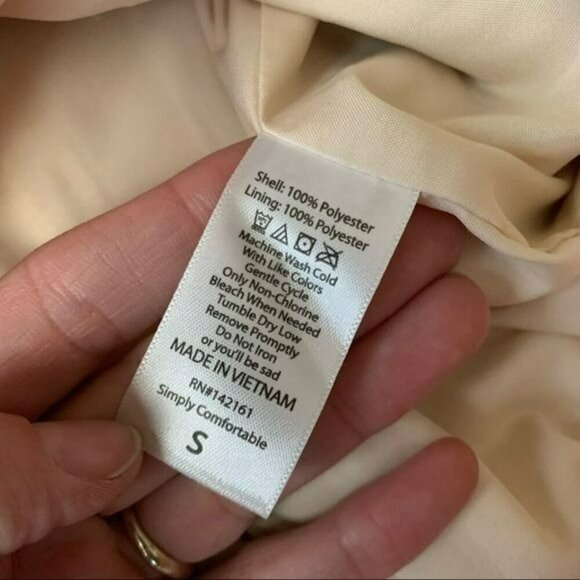 Shell: 100% Polyester
Lining: 100% Polyester
Machine Wash Cold
With Like Colors
Gentle Cycle
Only Non-Chlorine
Bleach When Needed
Tumble Dry Low
Remove Promptly
Do Not Iron
or you'll be sad
MADE IN VIETNAM
RN#142161
Simply Comfortable
S